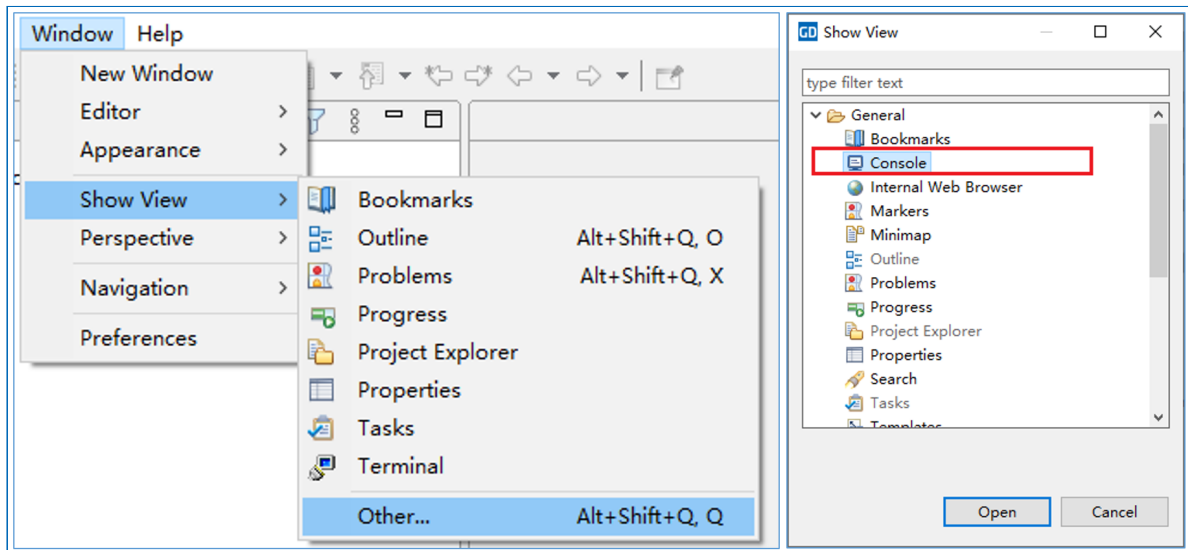 Window Help
New Window
Editor
Appearance
Show View
Perspective
Navigation
Preferences
Bookmarks
Outline Alt+Shift+Q, O
Problems Alt+Shift+Q, X
Progress
Project Explorer
Properties
Tasks
Terminal
Other... Alt+Shift+Q, Q
GD Show View
type filter text
General
Bookmarks
Console
Internal Web Browser
Markers
Minimap
Outline
Problems
Progress
Project Explorer
Properties
Search
Tasks
Templates
Open Cancel